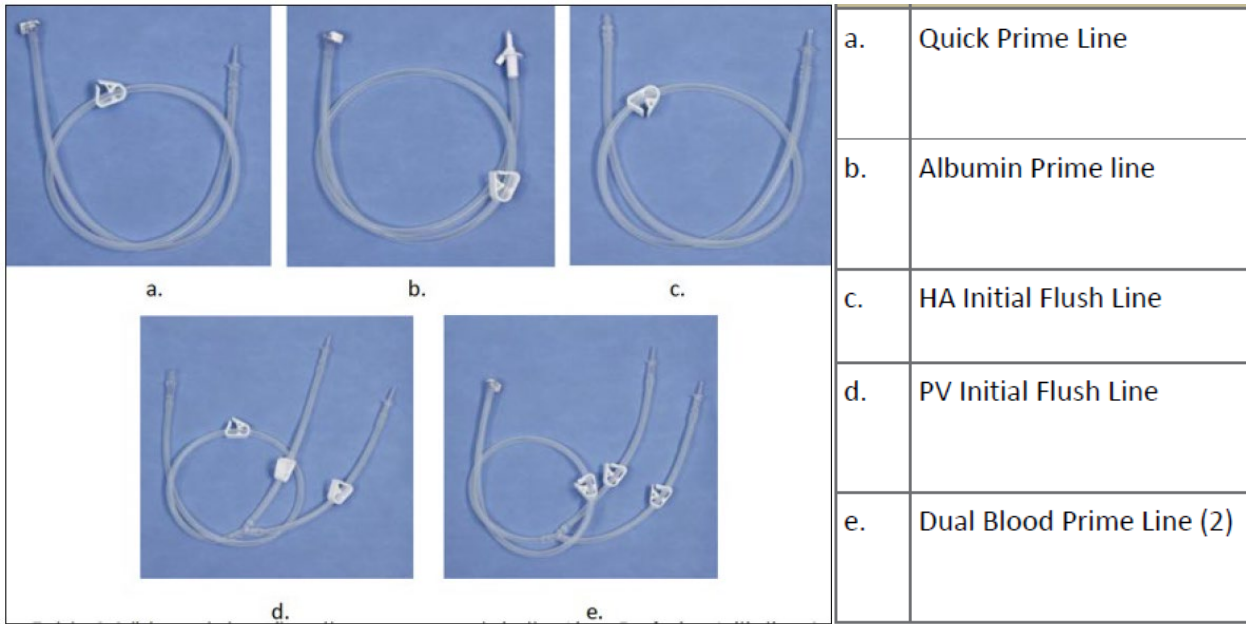 a.
b.
c.
d.
e.
a. Quick Prime Line
b. Albumin Prime line
c. HA Initial Flush Line
d. PV Initial Flush Line
e. Dual Blood Prime Line (2)